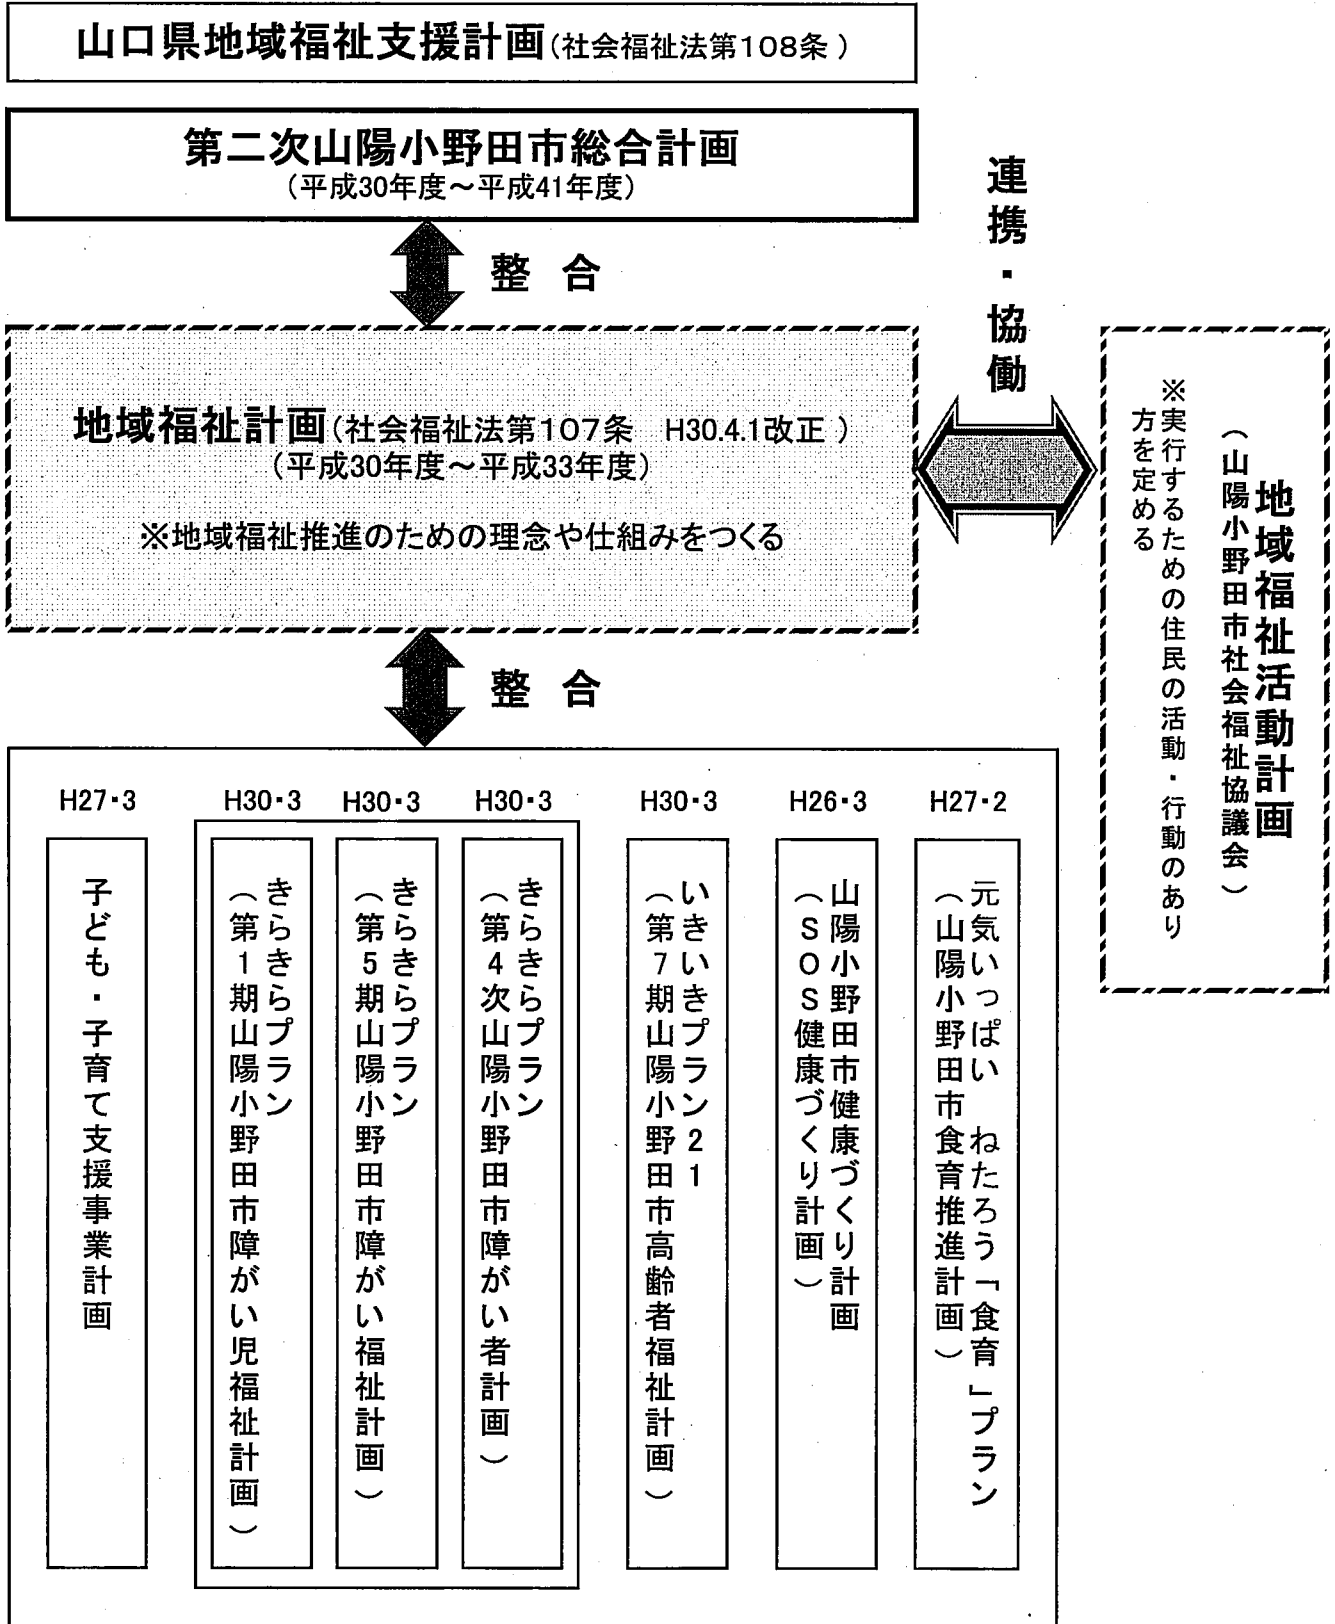 山口県地域福祉支援計画(社会福祉法第108条 )
第二次山陽小野田市総合計画
(平成30年度～平成41年度)
整 合
連携・協働
地域福祉計画(社会福祉法第107条 H30.4.1改正 )
(平成30年度～平成33年度)
※地域福祉推進のための理念や仕組みをつくる
地域福祉活動計画
(山陽小野田市社会福祉協議会)
※実行するための住民の活動・行動のあり
方を定める
整 合
H27・3
子ども・子育て支援事業計画
H30・3
きらきらプラン
(第1期山陽小野田市障がい児福祉計画)
H30・3
きらきらプラン
(第5期山陽小野田市障がい福祉計画)
H30・3
きらきらプラン
(第4次山陽小野田市障がい者計画)
H30・3
いきいきプラン21
(第7期山陽小野田市高齢者福祉計画)
H26・3
山陽小野田市健康づくり計画
(SOS健康づくり計画)
H27・2
元気いっぱい ねたろう「食育」プラン
(山陽小野田市食育推進計画)